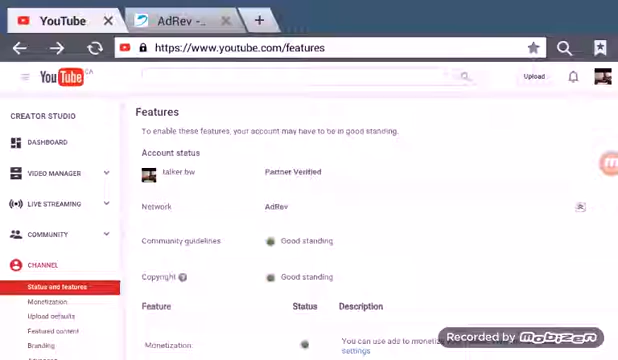 YouTube
AdRev -..
https://www.youtube.com/features
YouTube CA
Upload
CREATOR STUDIO
DASHBOARD
VIDEO MANAGER
LIVE STREAMING
COMMUNITY
CHANNEL
Status and features
Monetization
Upload defaults
Featured content
Branding
Features
To enable these features, your account may have to be in good standing.
Account status
talker.bw
Partner Verified
Network
AdRev
Community guidelines
Good standing
Copyright ?
Good standing
Feature
Status
Description
Monetization
You can use ads to monetize
settings
Recorded by mobizen